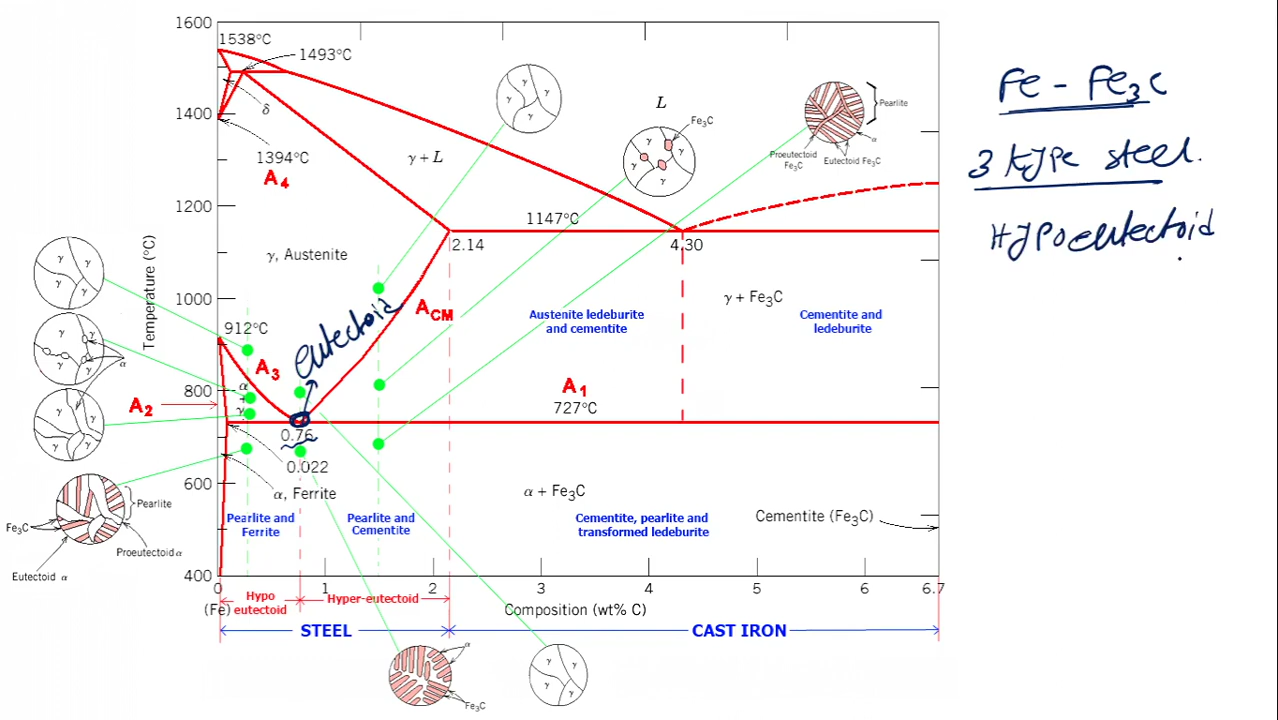 1600
1538°C
1493°C
δ
1400
1394°C
A4
γ + L
L
Fe₃C
γ γ γ
γ γ γ
Pearlite
α
Proeutectoid
Fe₃C
Eutectoid Fe₃C
Fe - Fe₃C
3 type steel.
Hypoeutectoid
1200
1147°C
2.14
4.30
γ, Austenite
Temperature (°C)
1000
ACM
γ + Fe₃C
Austenite ledeburite
and cementite
Cementite and
ledeburite
912°C
A3
eutectoid
γ γ γ
γ γ γ
α
γ γ γ
800
α
+
γ
A2
A1
727°C
0.76
0.022
600
α, Ferrite
α + Fe₃C
Cementite (Fe₃C)
Pearlite and
Ferrite
Pearlite and
Cementite
Cementite, pearlite and
transformed ledeburite
Pearlite
Fe₃C
Proeutectoid α
Eutectoid α
400
0
1
2
3
4
5
6
6.7
(Fe)
Hypo
eutectoid
Hyper-eutectoid
Composition (wt% C)
STEEL
CAST IRON
α
Fe₃C
γ γ γ